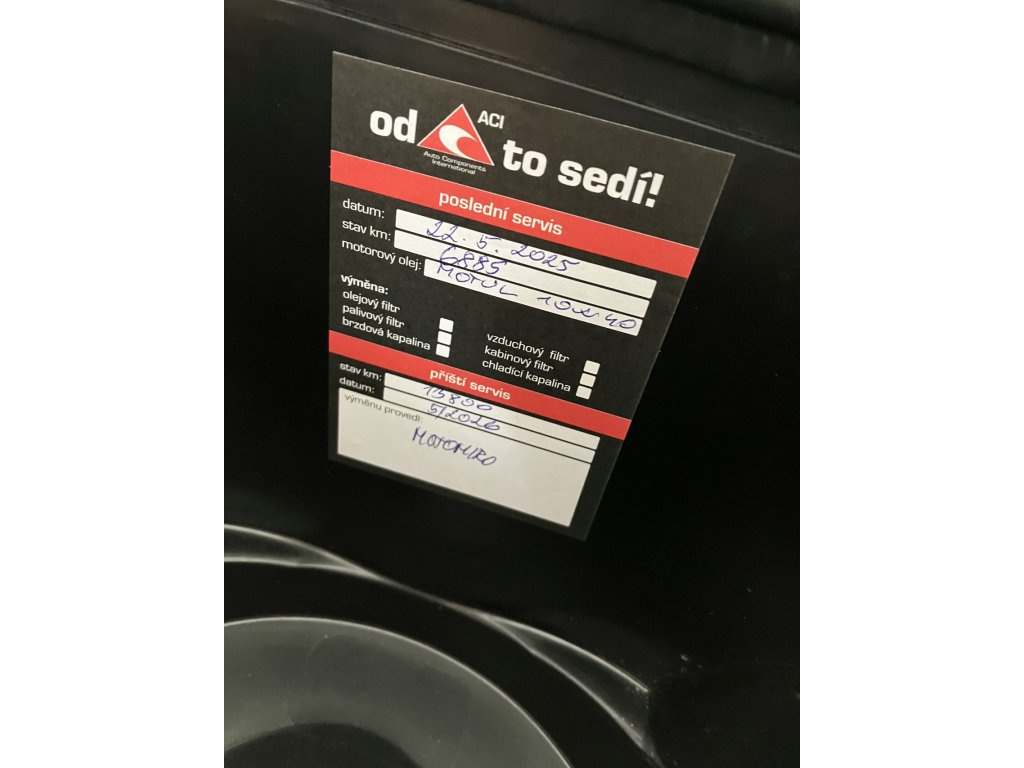 od ACI to sedí!
Auto Components
International
poslední servis
datum: 22. 5. 2025
stav km: 6885
motorový olej: MOTUL 10W40
výměna:
olejový filtr
palivový filtr
brzdová kapalina
vzduchový filtr
kabinový filtr
chladící kapalina
příští servis
stav km: 15800
datum: 5/2026
výměnu provedl:
MOTOMIRO